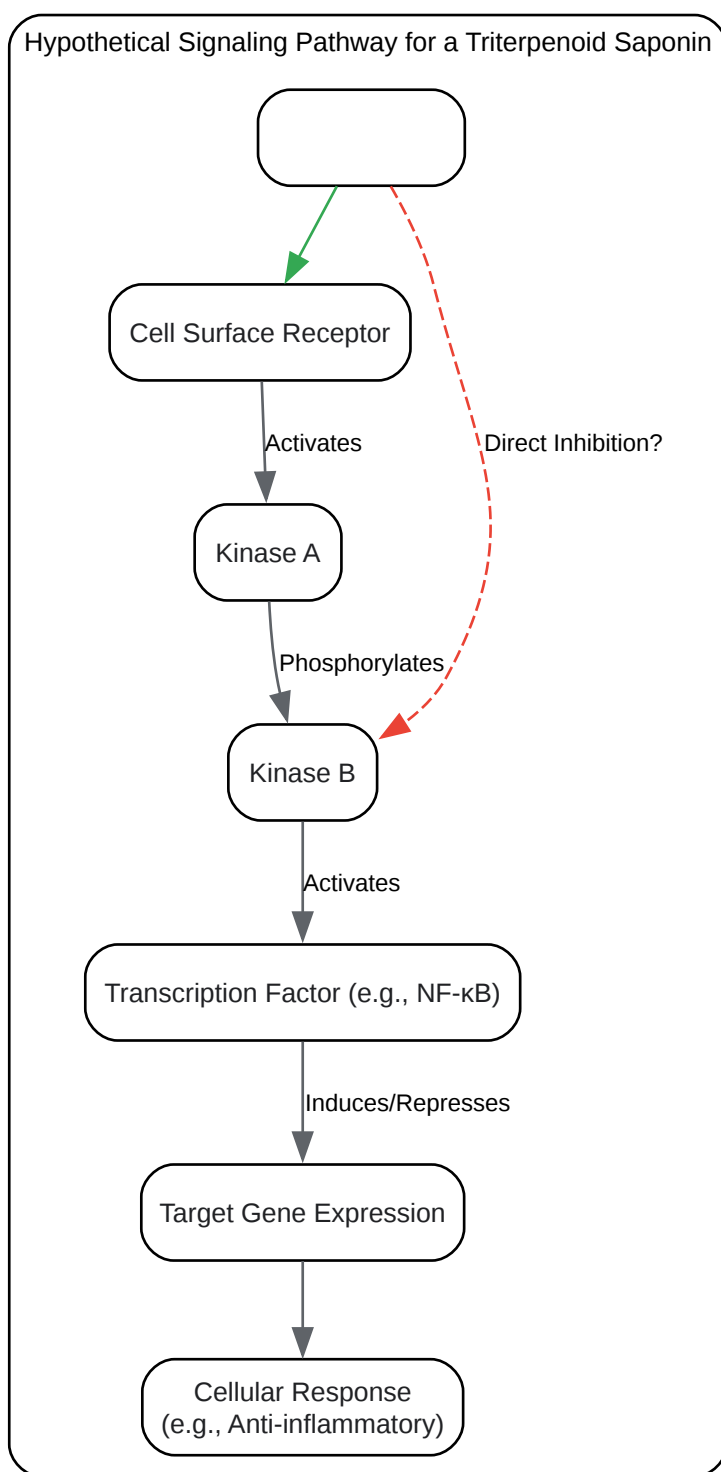 Hypothetical Signaling Pathway for a Triterpenoid Saponin
Cell Surface Receptor
Activates
Direct Inhibition?
Kinase A
Phosphorylates
Kinase B
Activates
Transcription Factor (e.g., NF-κB)
Induces/Represses
Target Gene Expression
Cellular Response
(e.g., Anti-inflammatory)